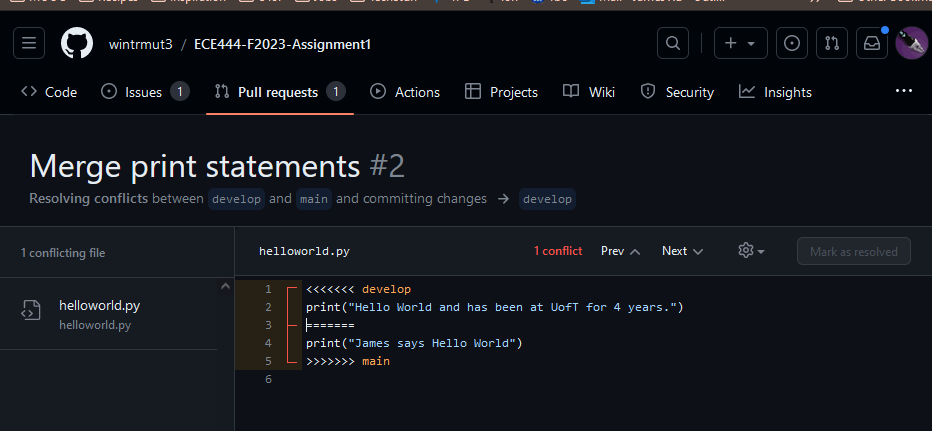 wintrmut3 / ECE444-F2023-Assignment1
Code Issues 1 Pull requests 1 Actions Projects Wiki Security Insights
Merge print statements #2
Resolving conflicts between develop and main and committing changes → develop
1 conflicting file
helloworld.py
helloworld.py
helloworld.py 1 conflict Prev Next Mark as resolved
1 <<<<<<< develop
2 print("Hello World and has been at UofT for 4 years.")
3 =======
4 print("James says Hello World")
5 >>>>>>> main
6